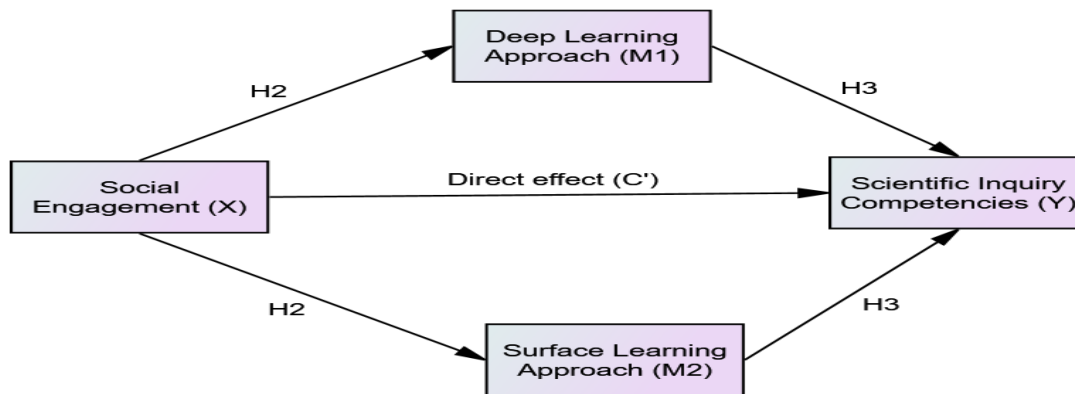 Deep Learning
Approach (M1)
H2
H3
Social
Engagement (X)
Direct effect (C')
Scientific Inquiry
Competencies (Y)
H2
H3
Surface Learning
Approach (M2)